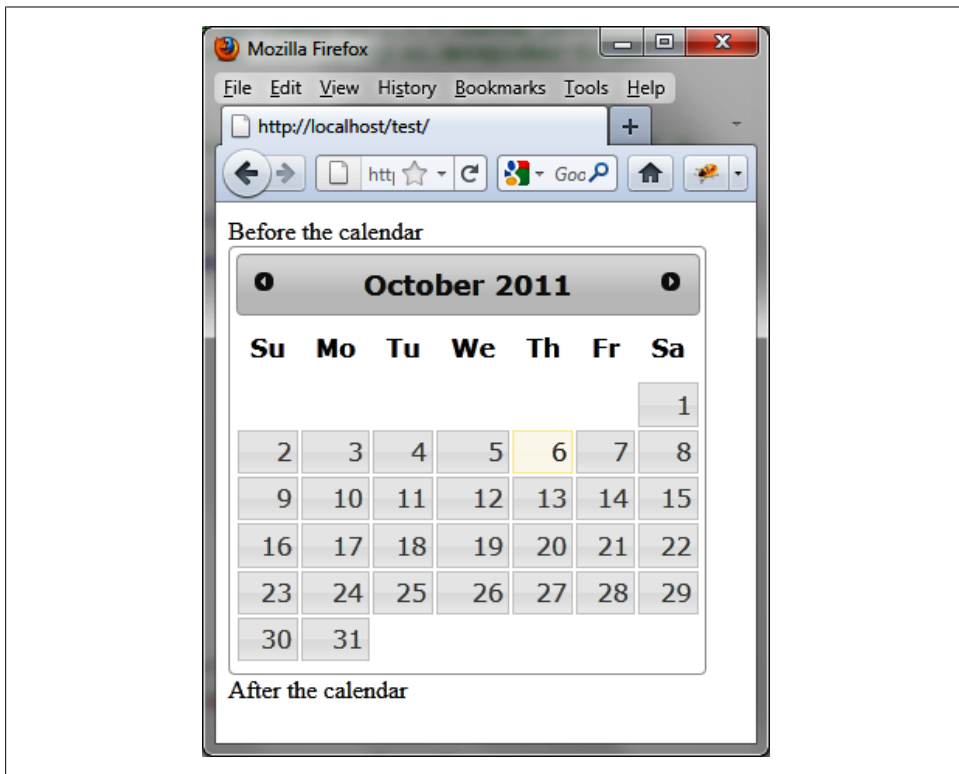 Mozilla Firefox
File Edit View History Bookmarks Tools Help
http://localhost/test/
Before the calendar
October 2011
Su Mo Tu We Th Fr Sa
1
2 3 4 5 6 7 8
9 10 11 12 13 14 15
16 17 18 19 20 21 22
23 24 25 26 27 28 29
30 31
After the calendar